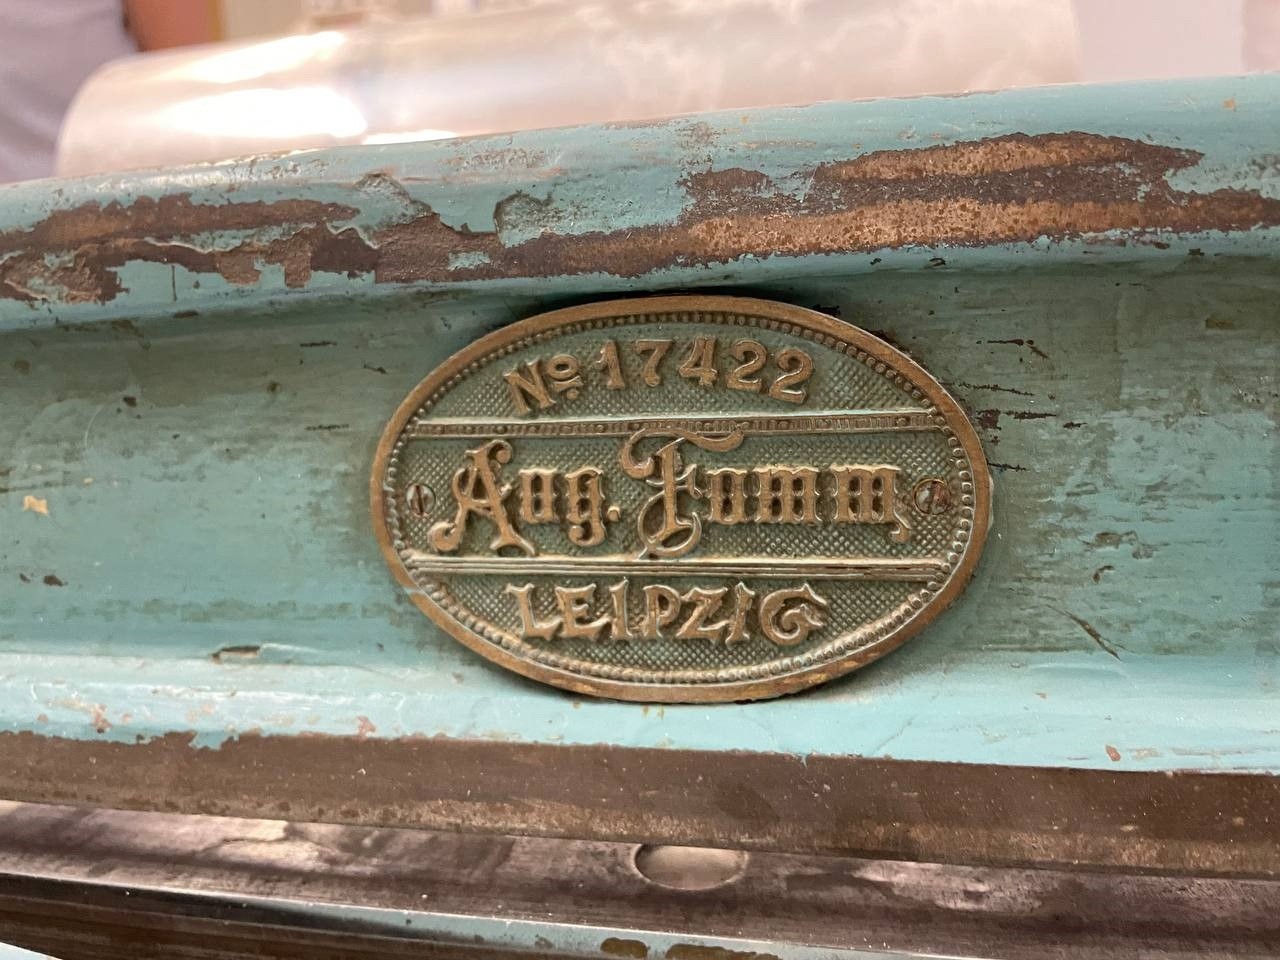 No 17422
Aug. Fomm
LEIPZIG